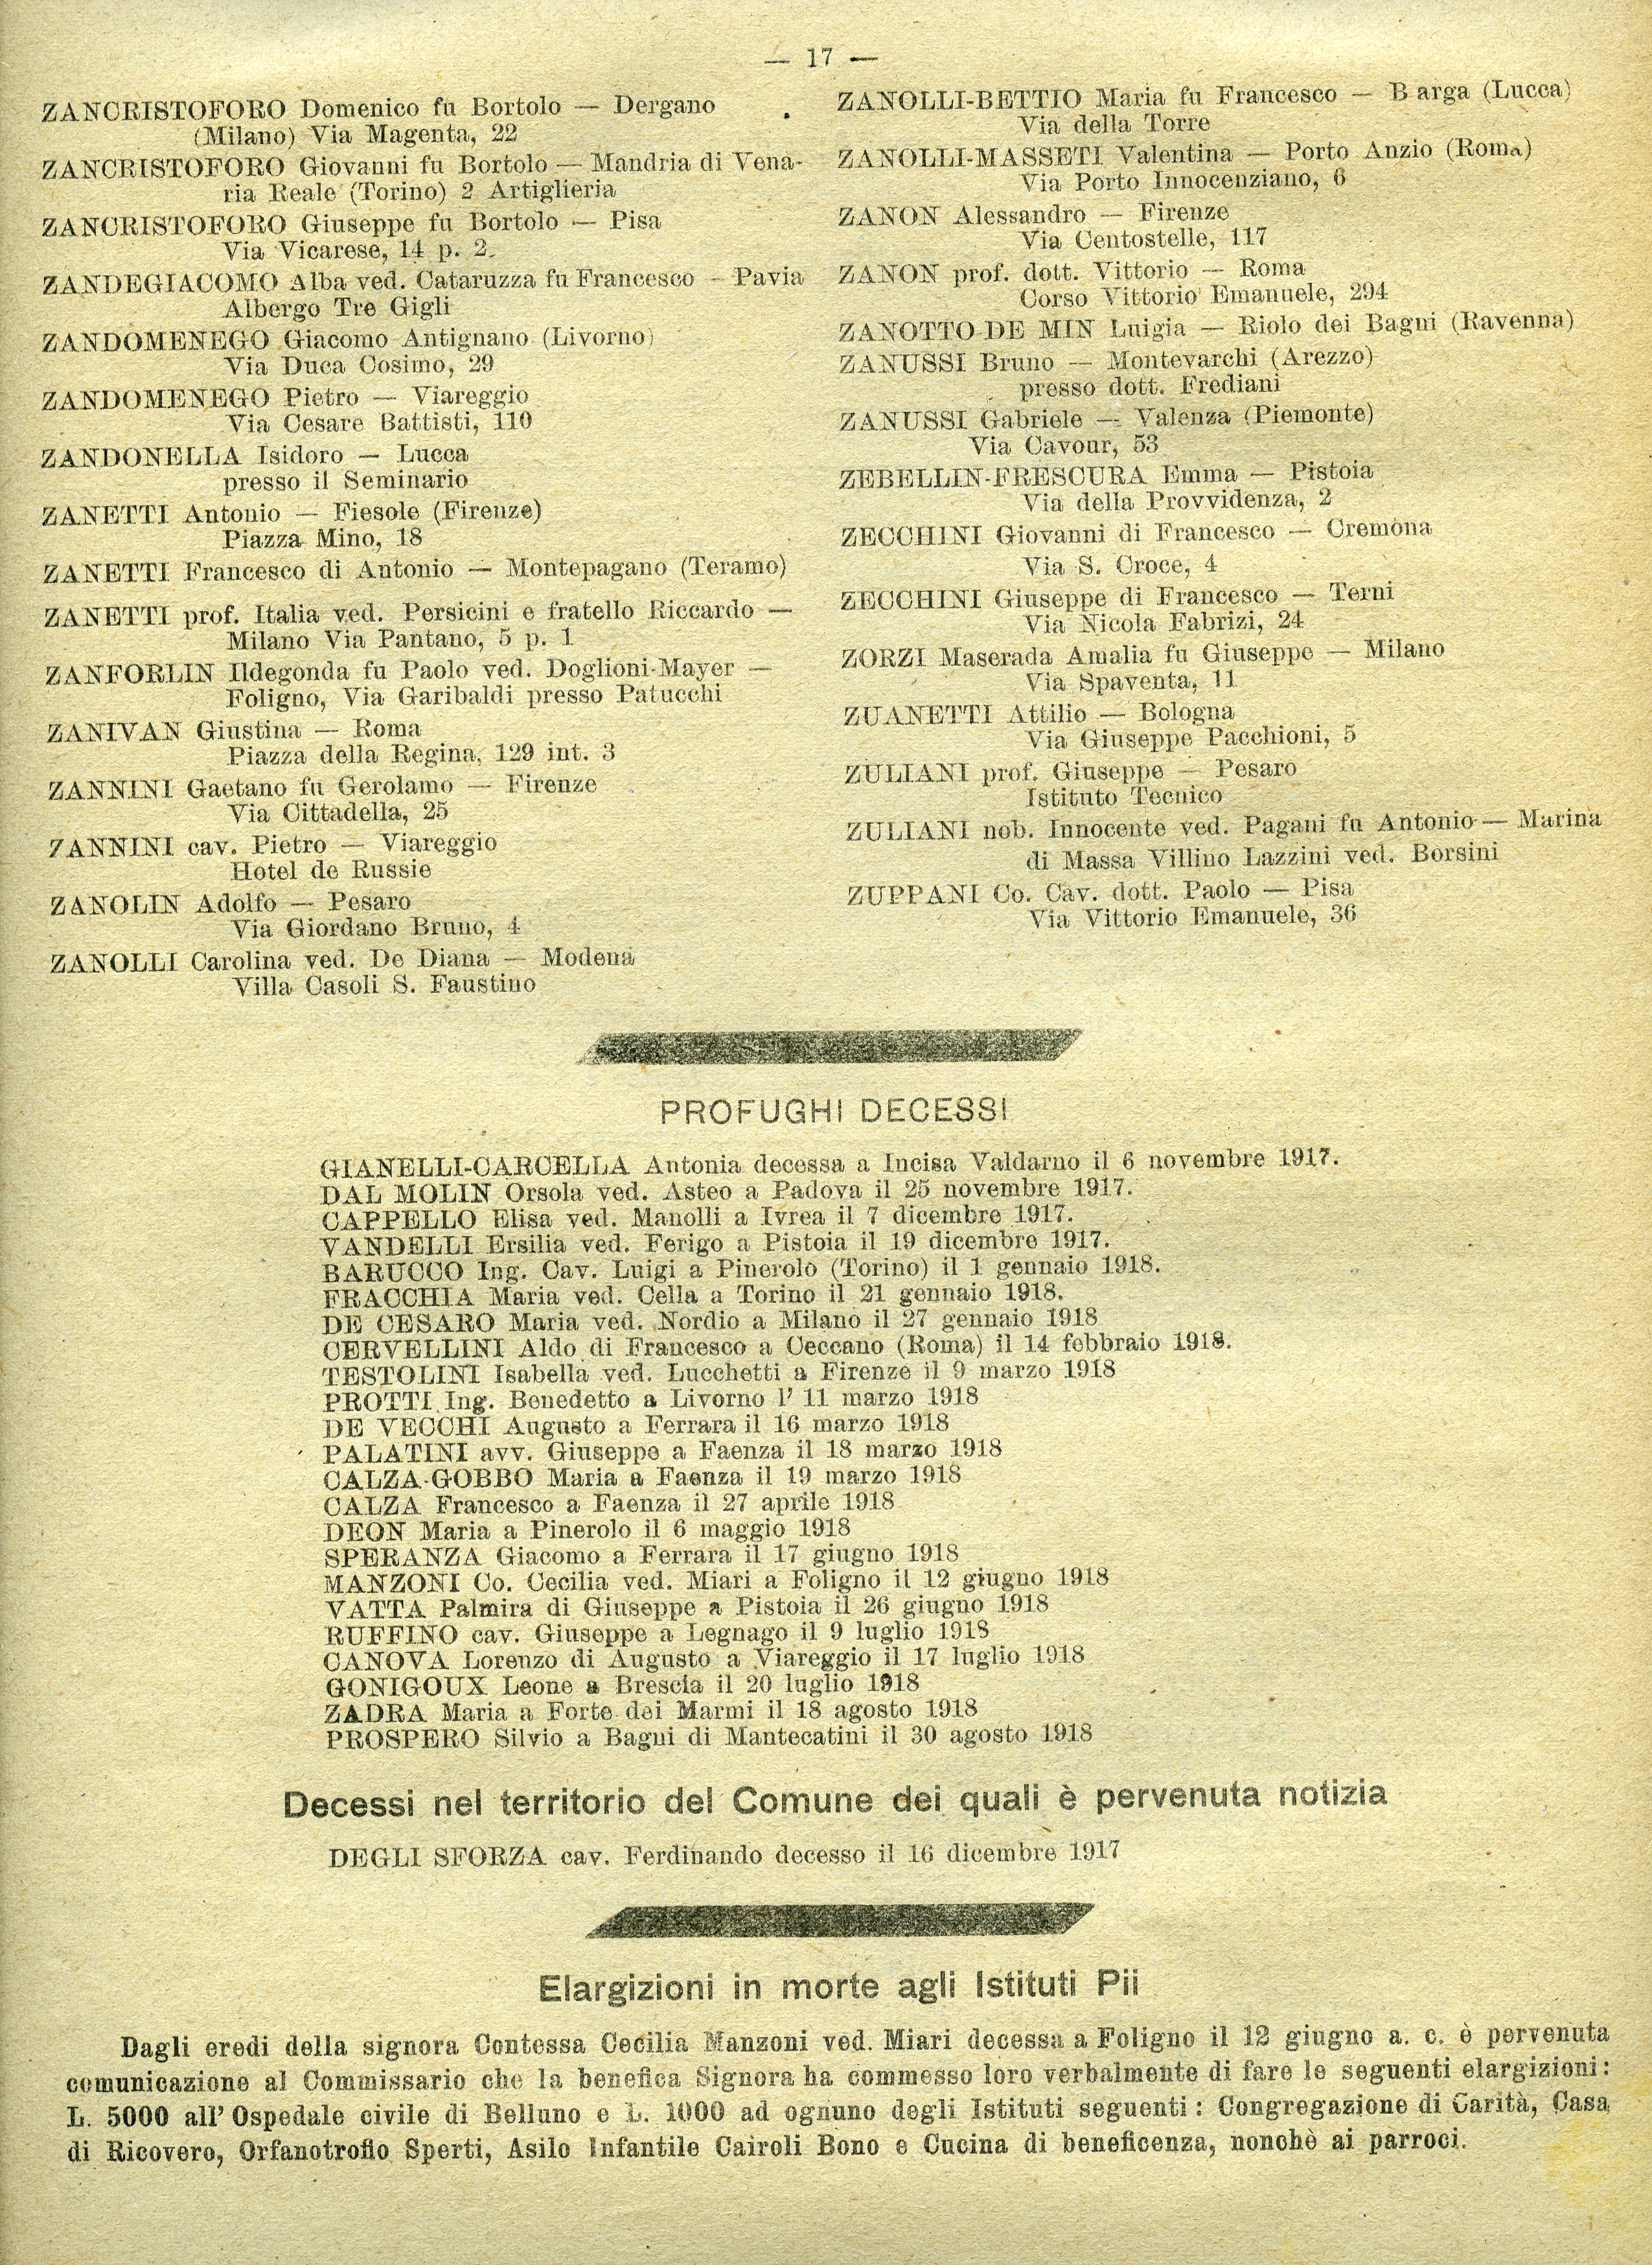 — 17 —
ZANCRISTOFORO Domenico fu Bortolo — Dergano
(Milano) Via Magenta, 22
ZANCRISTOFORO Giovanni fu Bortolo — Mandria di Vena-
ria Reale (Torino) 2 Artiglieria
ZANCRISTOFORO Giuseppe fu Bortolo — Pisa
Via Vicarese, 14 p. 2.
ZANDEGIACOMO Alba ved. Cataruzza fu Francesco - Pavia
Albergo Tre Gigli
ZANDOMENEGO Giacomo Antignano (Livorno)
Via Duca Cosimo, 29
ZANDOMENEGO Pietro — Viareggio
Via Cesare Battisti, 110
ZANDONELLA Isidoro — Lucca
presso il Seminario
ZANETTI Antonio — Fiesole (Firenze)
Piazza Mino, 18
ZANETTI Francesco di Antonio — Montepagano (Teramo)
ZANETTI prof. Italia ved. Persicini e fratello Riccardo —
Milano Via Pantano, 5 p. 1
ZANFORLIN Ildegonda fu Paolo ved. Doglioni-Mayer —
Foligno, Via Garibaldi presso Patucchi
ZANIVAN Giustina — Roma
Piazza della Regina, 129 int. 3
ZANNINI Gaetano fu Gerolamo — Firenze
Via Cittadella, 25
ZANNINI cav. Pietro — Viareggio
Hotel de Russie
ZANOLIN Adolfo — Pesaro
Via Giordano Bruno, 4
ZANOLLI Carolina ved. De Diana — Modena
Villa Casoli S. Faustino
ZANOLLI-BETTIO Maria fu Francesco — Barga (Lucca)
Via della Torre
ZANOLLI-MASSETI Valentina — Porto Anzio (Roma)
Via Porto Innocenziano, 6
ZANON Alessandro — Firenze
Via Centostelle, 117
ZANON prof. dott. Vittorio — Roma
Corso Vittorio Emanuele, 294
ZANOTTO-DE MIN Luigia — Riolo dei Bagni (Ravenna)
ZANUSSI Bruno — Montevarchi (Arezzo)
presso dott. Frediani
ZANUSSI Gabriele — Valenza (Piemonte)
Via Cavour, 53
ZEBELLIN-FRESCURA Emma — Pistoia
Via della Provvidenza, 2
ZECCHINI Giovanni di Francesco — Cremona
Via S. Croce, 4
ZECCHINI Giuseppe di Francesco — Terni
Via Nicola Fabrizi, 24
ZORZI Maserada Amalia fu Giuseppe — Milano
Via Spaventa, 11
ZUANETTI Attilio — Bologna
Via Giuseppe Pacchioni, 5
ZULIANI prof. Giuseppe — Pesaro
Istituto Tecnico
ZULIANI nob. Innocente ved. Pagani fu Antonio — Marina
di Massa Villino Lazzini ved. Borsini
ZUPPANI Co. Cav. dott. Paolo — Pisa
Via Vittorio Emanuele, 36
PROFUGHI DECESSI
GIANELLI-CARCELLA Antonia decessa a Incisa Valdarno il 6 novembre 1917.
DAL MOLIN Orsola ved. Asteo a Padova il 25 novembre 1917.
CAPPELLO Elisa ved. Manolli a Ivrea il 7 dicembre 1917.
VANDELLI Ersilia ved. Ferigo a Pistoia il 19 dicembre 1917.
BARUCCO Ing. Cav. Luigi a Pinerolo (Torino) il 1 gennaio 1918.
FRACCHIA Maria ved. Cella a Torino il 21 gennaio 1918.
DE CESARO Maria ved. Nordio a Milano il 27 gennaio 1918
CERVELLINI Aldo di Francesco a Ceccano (Roma) il 14 febbraio 1918.
TESTOLINI Isabella ved. Lucchetti a Firenze il 9 marzo 1918
PROTTI Ing. Benedetto a Livorno l' 11 marzo 1918
DE VECCHI Augusto a Ferrara il 16 marzo 1918
PALATINI avv. Giuseppe a Faenza il 18 marzo 1918
CALZA-GOBBO Maria a Faenza il 19 marzo 1918
CALZA Francesco a Faenza il 27 aprile 1918
DEON Maria a Pinerolo il 6 maggio 1918
SPERANZA Giacomo a Ferrara il 17 giugno 1918
MANZONI Co. Cecilia ved. Miari a Foligno il 12 giugno 1918
VATTA Palmira di Giuseppe a Pistoia il 26 giugno 1918
RUFFINO cav. Giuseppe a Legnago il 9 luglio 1918
CANOVA Lorenzo di Augusto a Viareggio il 17 luglio 1918
GONIGOUX Leone a Brescia il 20 luglio 1918
ZADRA Maria a Forte dei Marmi il 18 agosto 1918
PROSPERO Silvio a Bagni di Mantecatini il 30 agosto 1918
Decessi nel territorio del Comune dei quali è pervenuta notizia
DEGLI SFORZA cav. Ferdinando decesso il 16 dicembre 1917
Elargizioni in morte agli Istituti Pii
Dagli eredi della signora Contessa Cecilia Manzoni ved. Miari decessa a Foligno il 12 giugno a. c. è pervenuta
comunicazione al Commissario che la benefica Signora ha commesso loro verbalmente di fare le seguenti elargizioni:
L. 5000 all' Ospedale civile di Belluno e L. 1000 ad ognuno degli Istituti seguenti: Congregazione di Carità, Casa
di Ricovero, Orfanotrofio Sperti, Asilo Infantile Cairoli Bono e Cucina di beneficenza, nonchè ai parroci.